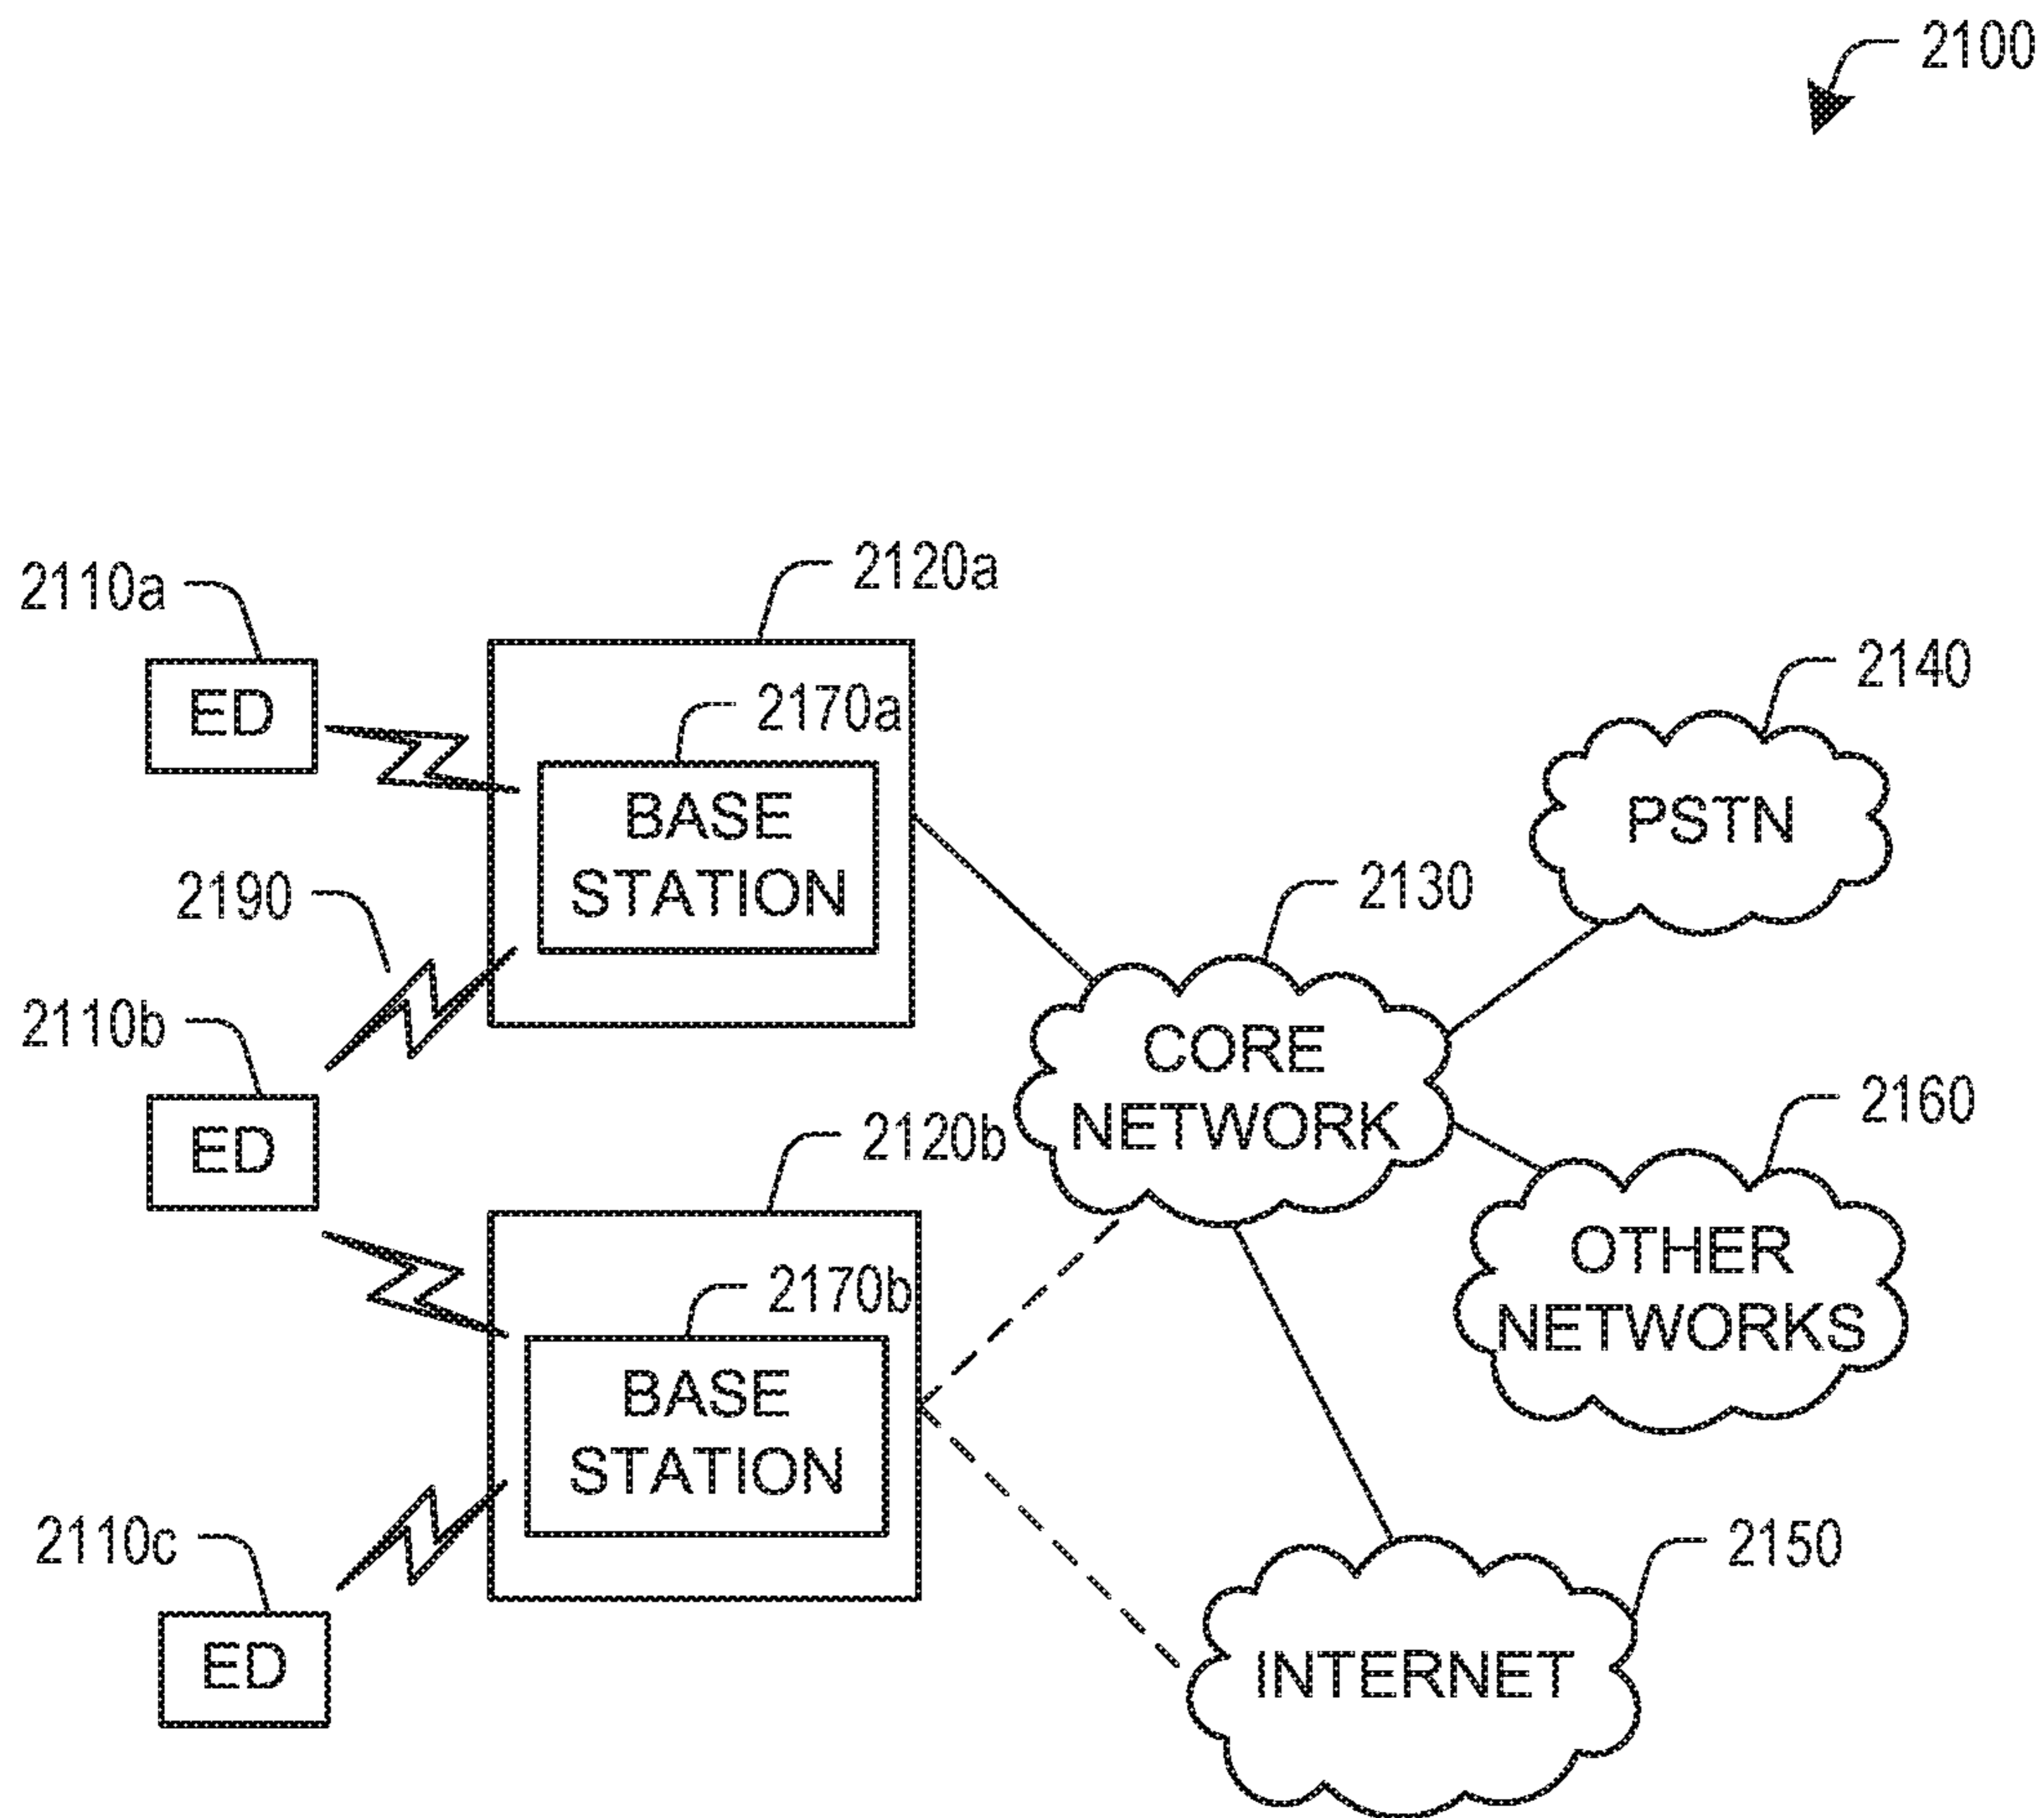 2100
2110a
2120a
ED
2170a
BASE
STATION
2140
PSTN
2190
2130
2110b
CORE
NETWORK
ED
2120b
2160
OTHER
NETWORKS
2170b
BASE
STATION
2110c
2150
ED
INTERNET